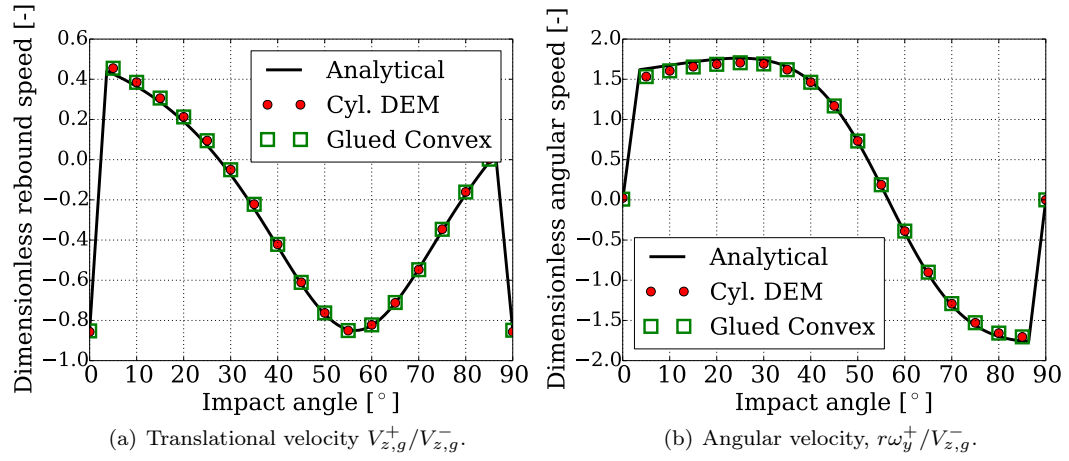 Dimensionless rebound speed [-]
0.6
0.4
0.2
0.0
−0.2
−0.4
−0.6
−0.8
−1.0
0 10 20 30 40 50 60 70 80 90
Impact angle [°]
Analytical
Cyl. DEM
Glued Convex
(a) Translational velocity V⁺z,g/V⁻z,g.
Dimensionless angular speed [-]
2.0
1.5
1.0
0.5
0.0
−0.5
−1.0
−1.5
−2.0
0 10 20 30 40 50 60 70 80 90
Impact angle [°]
Analytical
Cyl. DEM
Glued Convex
(b) Angular velocity, rω⁺y/V⁻z,g.